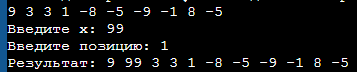 9 3 3 1 -8 -5 -9 -1 8 -5
Введите x: 99
Введите позицию: 1
Результат: 9 99 3 3 1 -8 -5 -9 -1 8 -5